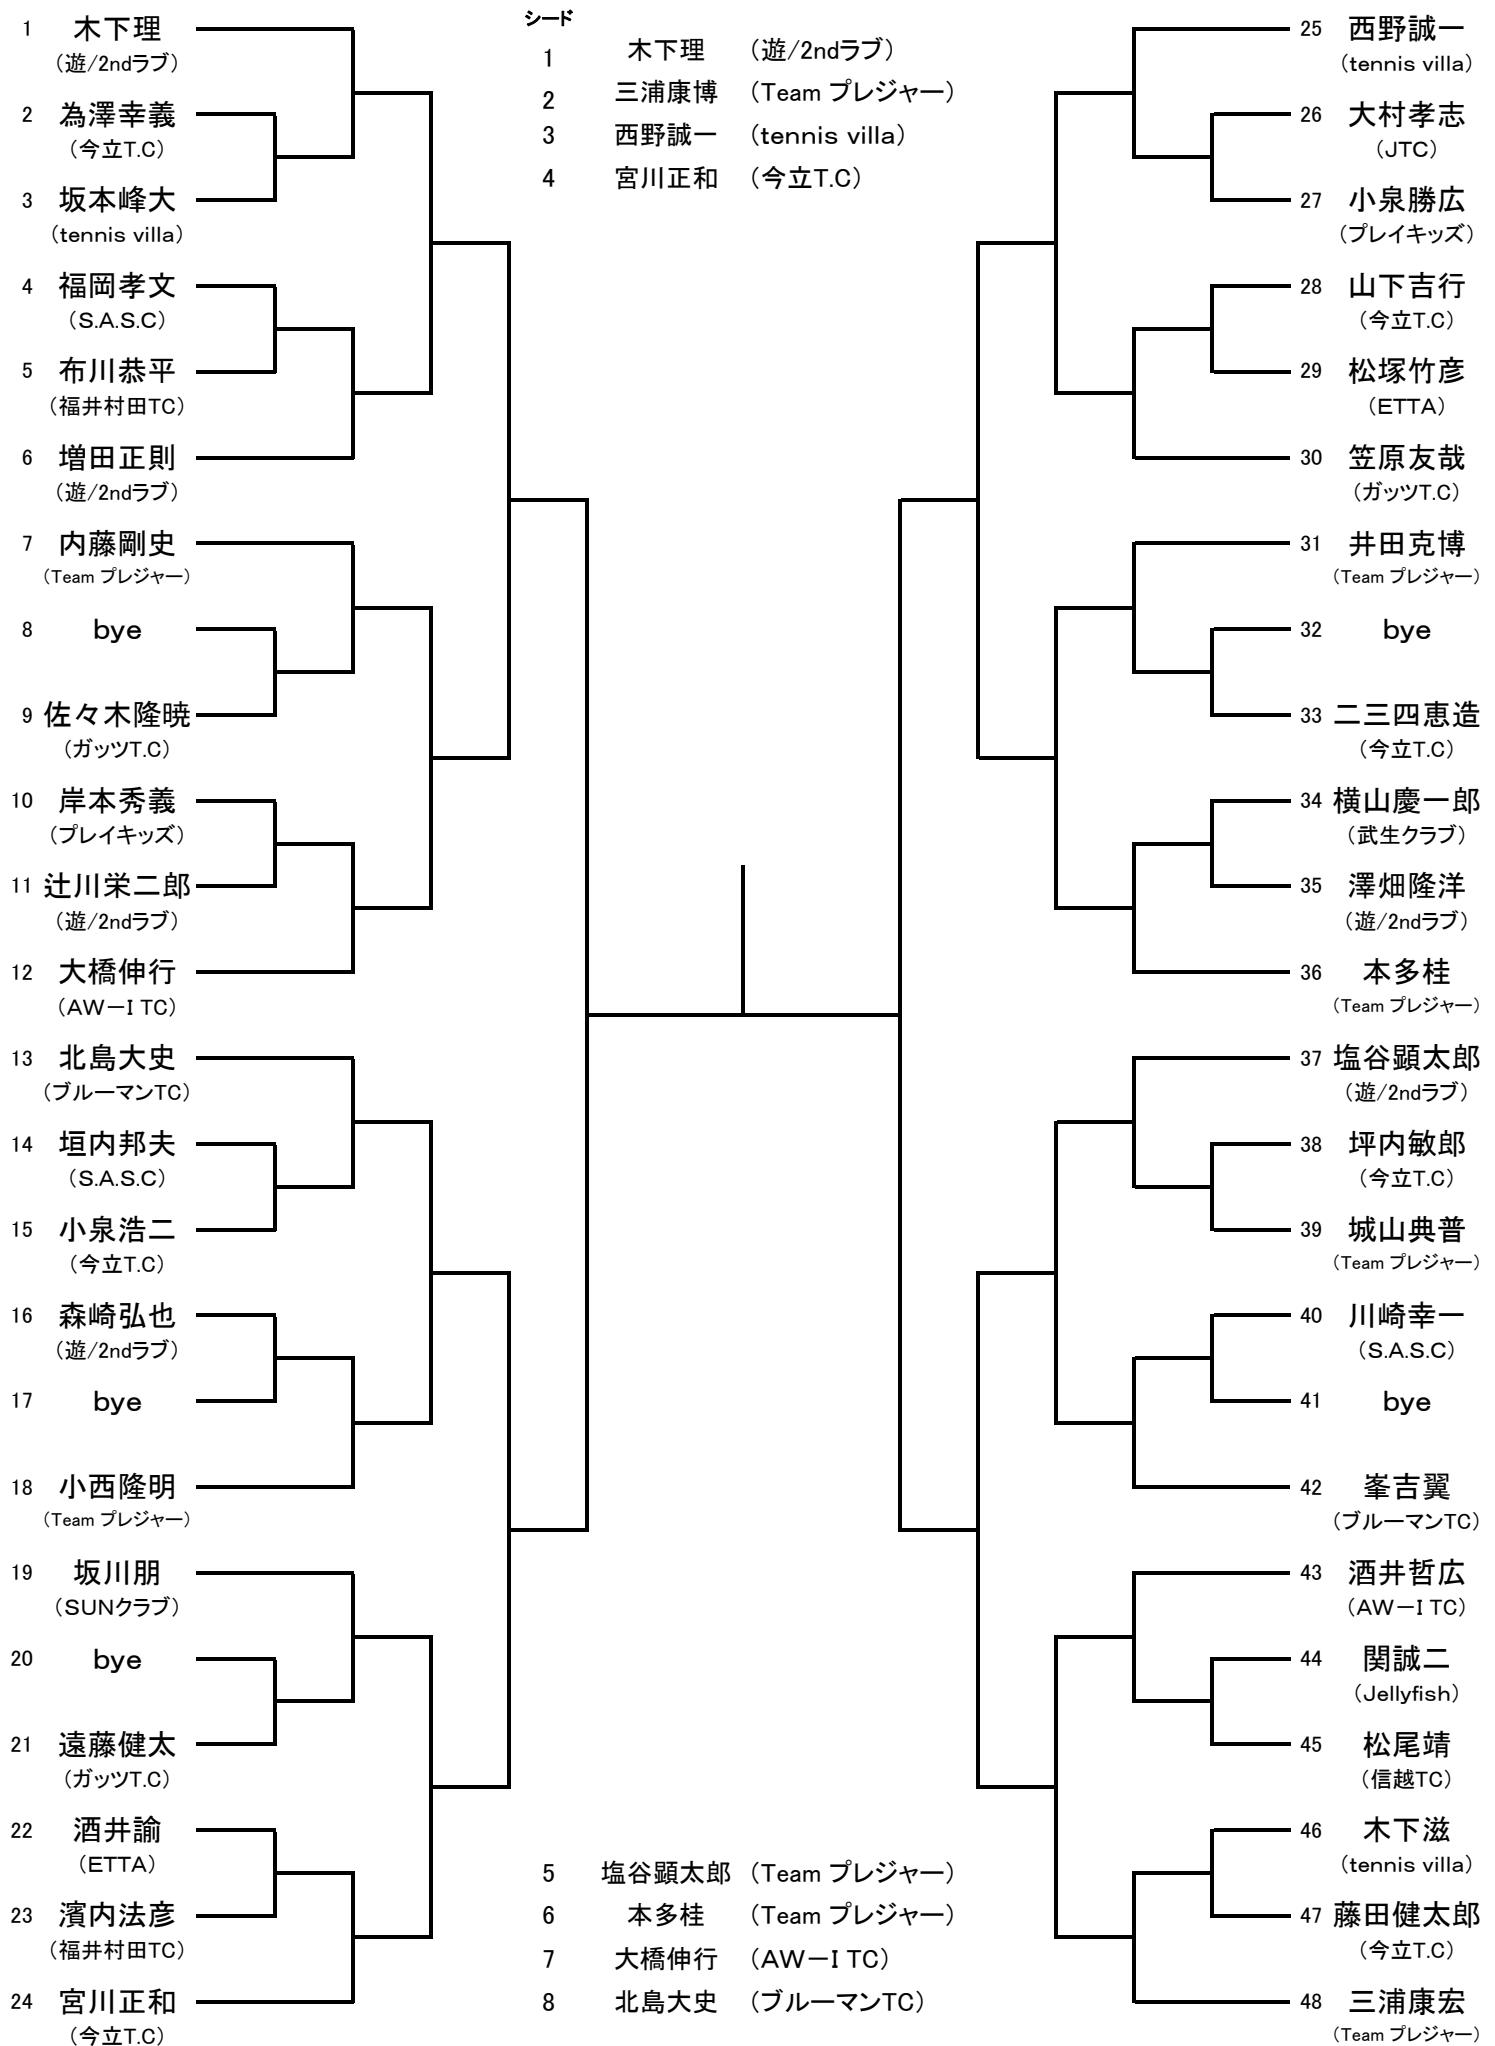 1 木下理
（遊/2ndラブ）
2 為澤幸義
（今立T.C）
3 坂本峰大
（tennis villa）
4 福岡孝文
（S.A.S.C）
5 布川恭平
（福井村田TC）
6 増田正則
（遊/2ndラブ）
7 内藤剛史
（Team プレジャー）
8 bye
9 佐々木隆暁
（ガッツT.C）
10 岸本秀義
（プレイキッズ）
11 辻川栄二郎
（遊/2ndラブ）
12 大橋伸行
（AW－I TC）
13 北島大史
（ブルーマンTC）
14 垣内邦夫
（S.A.S.C）
15 小泉浩二
（今立T.C）
16 森崎弘也
（遊/2ndラブ）
17 bye
18 小西隆明
（Team プレジャー）
19 坂川朋
（SUNクラブ）
20 bye
21 遠藤健太
（ガッツT.C）
22 酒井諭
（ETTA）
23 濱内法彦
（福井村田TC）
24 宮川正和
（今立T.C）
シード
1 木下理 （遊/2ndラブ）
2 三浦康博 （Team プレジャー）
3 西野誠一 （tennis villa）
4 宮川正和 （今立T.C）
5 塩谷顕太郎 （Team プレジャー）
6 本多桂 （Team プレジャー）
7 大橋伸行 （AW－I TC）
8 北島大史 （ブルーマンTC）
25 西野誠一
（tennis villa）
26 大村孝志
（JTC）
27 小泉勝広
（プレイキッズ）
28 山下吉行
（今立T.C）
29 松塚竹彦
（ETTA）
30 笠原友哉
（ガッツT.C）
31 井田克博
（Team プレジャー）
32 bye
33 二三四恵造
（今立T.C）
34 横山慶一郎
（武生クラブ）
35 澤畑隆洋
（遊/2ndラブ）
36 本多桂
（Team プレジャー）
37 塩谷顕太郎
（遊/2ndラブ）
38 坪内敏郎
（今立T.C）
39 城山典普
（Team プレジャー）
40 川崎幸一
（S.A.S.C）
41 bye
42 峯吉翼
（ブルーマンTC）
43 酒井哲広
（AW－I TC）
44 関誠二
（Jellyfish）
45 松尾靖
（信越TC）
46 木下滋
（tennis villa）
47 藤田健太郎
（今立T.C）
48 三浦康宏
（Team プレジャー）